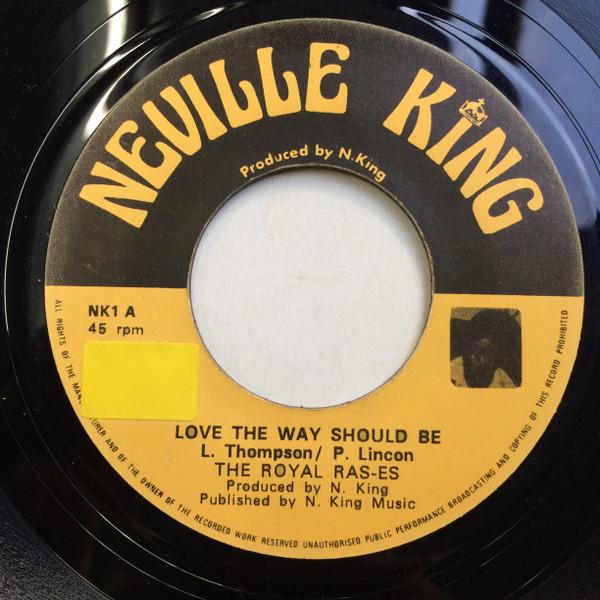 NEVILLE KING
Produced by N.King
NK1 A
45 rpm
LOVE THE WAY SHOULD BE
L. Thompson/ P. Lincon
THE ROYAL RAS-ES
Produced by N. King
Published by N. King Music
ALL RIGHTS OF THE URER AND OF THE OWNER OF THE RECORDED WORK RESERVED UNAUTHORISED PUBLIC PERFORMANCE BROADCASTING AND COPYING OF THIS RECORD PROHIBITED